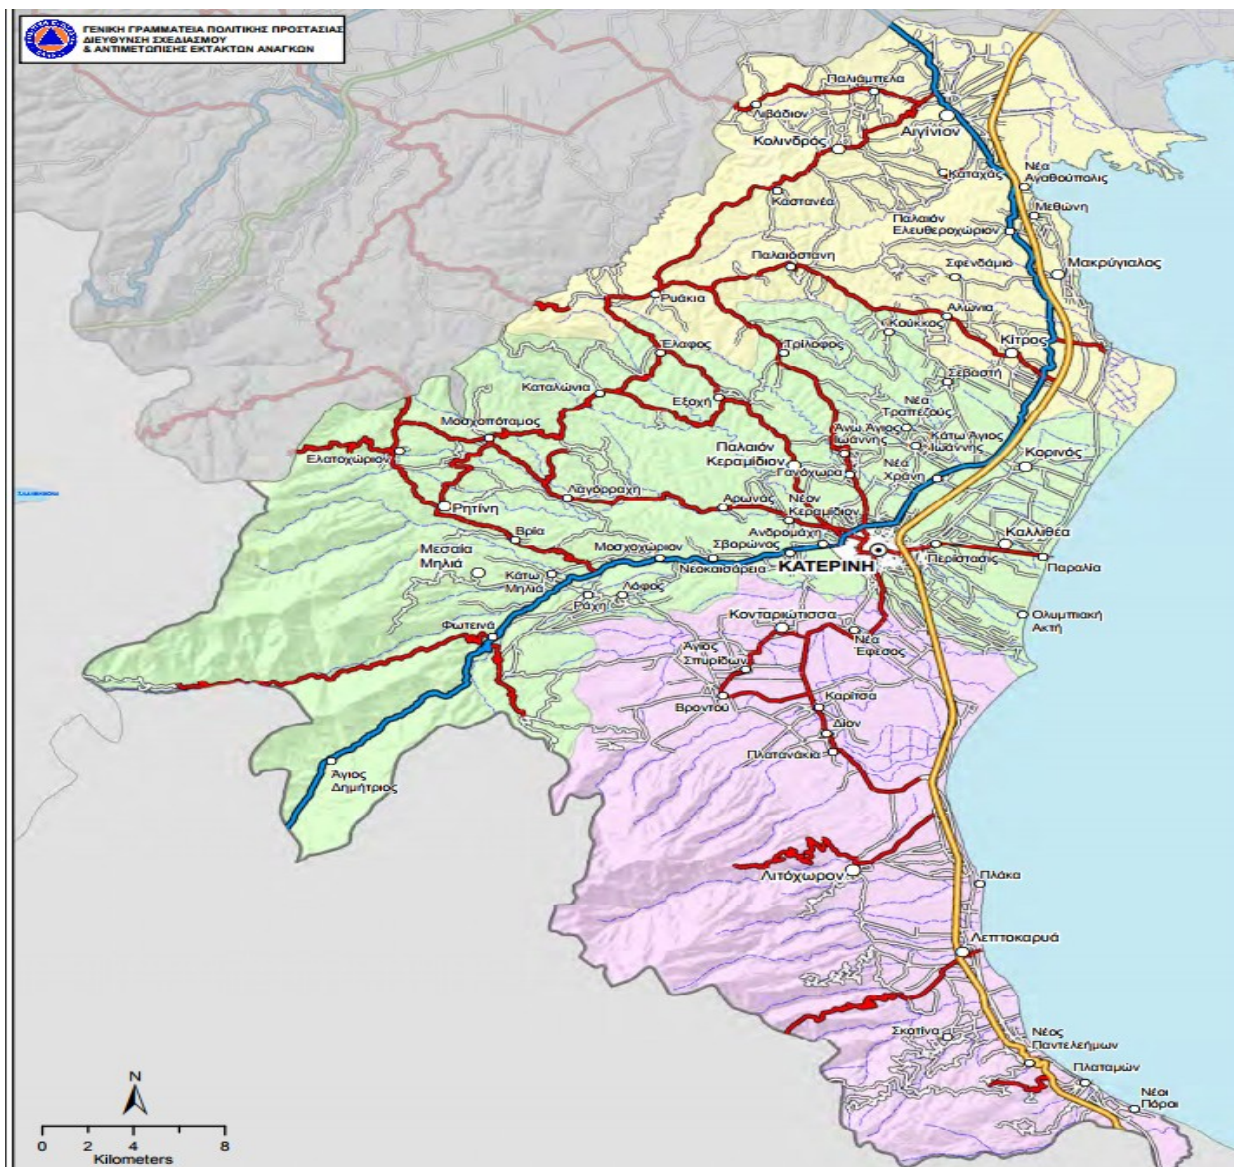 ΓΕΝΙΚΗ ΓΡΑΜΜΑΤΕΙΑ ΠΟΛΙΤΙΚΗΣ ΠΡΟΣΤΑΣΙΑΣ
ΔΙΕΥΘΥΝΣΗ ΣΧΕΔΙΑΣΜΟΥ
& ΑΝΤΙΜΕΤΩΠΙΣΗΣ ΕΚΤΑΚΤΩΝ ΑΝΑΓΚΩΝ
Παλιάμπελα
Λιβάδιον
Αιγίνιον
Κολινδρός
Καταχάς
Νέα
Αγαθούπολις
Καστανέα
Μεθώνη
Παλαιόν
Ελευθεροχώριον
Παλαιόστανη
Σφενδάμιο
Μακρύγιαλος
Ρυάκια
Αλώνια
Κούκκος
Κίτρος
Έλαφος
Τρίλοφος
Σεβαστή
Καταλώνια
Εξοχή
Νέα
Τραπεζούς
Μοσχοπόταμος
Άνω Άγιος
Ιωάννης
Κάτω Άγιος
Ιωάννης
Ελατοχώριον
Παλαιόν
Κεραμίδιον
Γανόχωρα
Νέα
Χράνη
Κορινός
Λαγόρραχη
Αρωνάς
Νέον
Κεραμίδιον
Ρητίνη
Ανδρομάχη
Βρία
Καλλιθέα
Μεσαία
Μηλιά
Μοσχοχώριον
Σβορώνος
Περίστασις
Παραλία
Κάτω
Μηλιά
Νεοκαισάρεια
ΚΑΤΕΡΙΝΗ
Ράχη
Λόφος
Κονταριώτισσα
Ολυμπιακή
Ακτή
Φωτεινά
Νέα
Έφεσος
Άγιος
Σπυρίδων
Βροντού
Καρίτσα
Δίον
Πλατανάκια
Άγιος
Δημήτριος
Λιτόχωρον
Πλάκα
Λεπτοκαρυά
Σκοτίνα
Νέος
Παντελεήμων
Πλαταμών
Νέοι
Πόροι
N
0 2 4 8
Kilometers